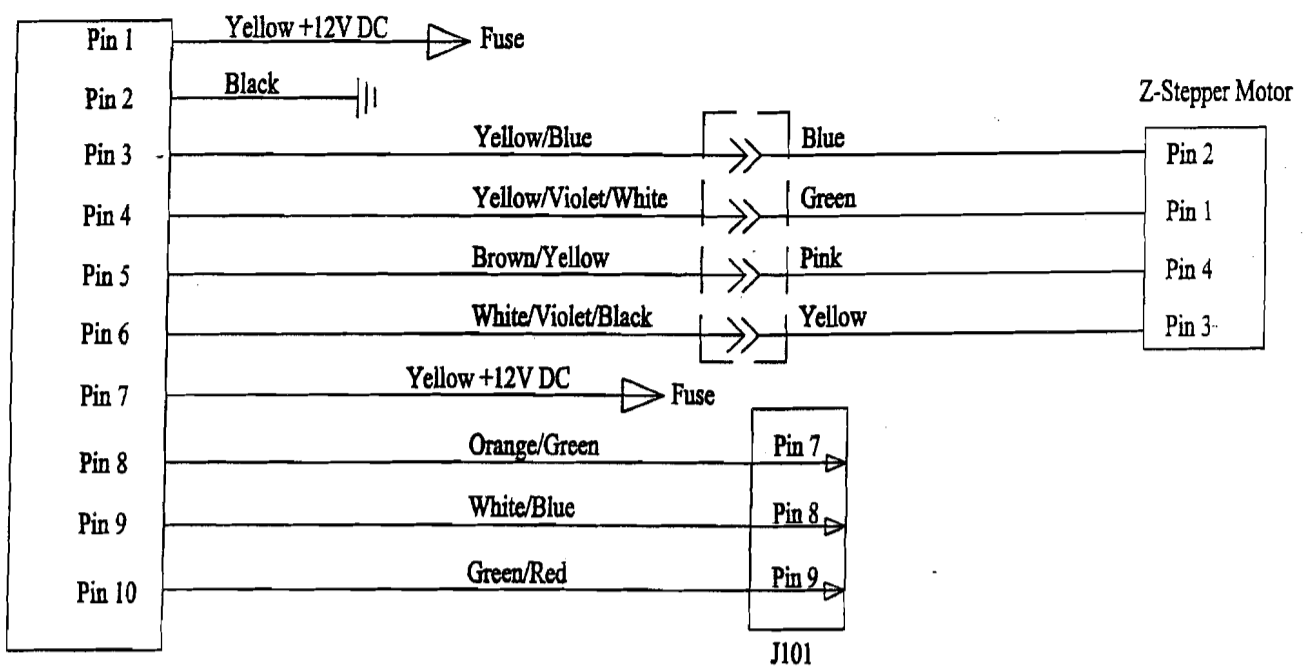 Pin 1 Yellow +12V DC Fuse
Pin 2 Black
Z-Stepper Motor
Pin 3 Yellow/Blue Blue Pin 2
Pin 4 Yellow/Violet/White Green Pin 1
Pin 5 Brown/Yellow Pink Pin 4
Pin 6 White/Violet/Black Yellow Pin 3
Pin 7 Yellow +12V DC Fuse
Pin 8 Orange/Green Pin 7
Pin 9 White/Blue Pin 8
Pin 10 Green/Red Pin 9
J101